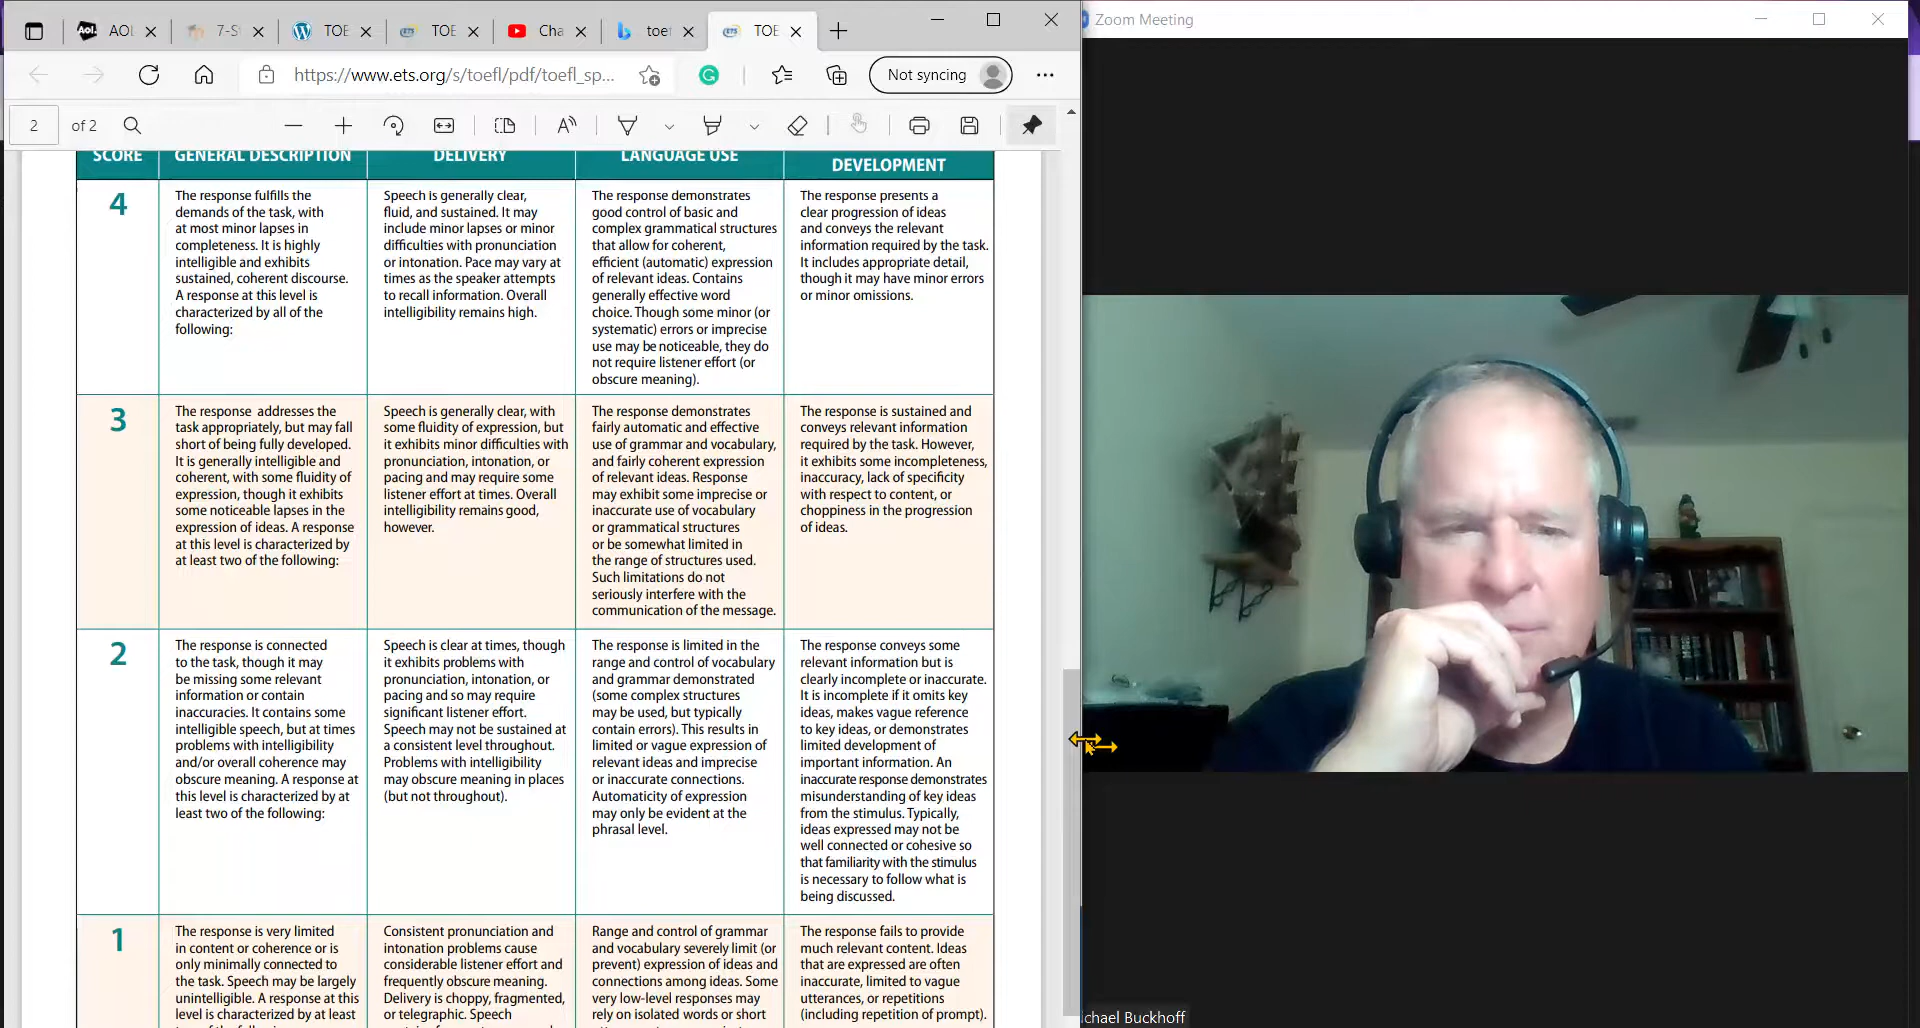 Aol.
AOL
7-S
TOE
TOE
Cha
toef
TOE
Zoom Meeting
https://www.ets.org/s/toefl/pdf/toefl_sp...
Not syncing
2
of 2
SCORE
GENERAL DESCRIPTION
DELIVERY
LANGUAGE USE
DEVELOPMENT
4
The response fulfills the
demands of the task, with
at most minor lapses in
completeness. It is highly
intelligible and exhibits
sustained, coherent discourse.
A response at this level is
characterized by all of the
following:
Speech is generally clear,
fluid, and sustained. It may
include minor lapses or minor
difficulties with pronunciation
or intonation. Pace may vary at
times as the speaker attempts
to recall information. Overall
intelligibility remains high.
The response demonstrates
good control of basic and
complex grammatical structures
that allow for coherent,
efficient (automatic) expression
of relevant ideas. Contains
generally effective word
choice. Though some minor (or
systematic) errors or imprecise
use may be noticeable, they do
not require listener effort (or
obscure meaning).
The response presents a
clear progression of ideas
and conveys the relevant
information required by the task.
It includes appropriate detail,
though it may have minor errors
or minor omissions.
3
The response addresses the
task appropriately, but may fall
short of being fully developed.
It is generally intelligible and
coherent, with some fluidity of
expression, though it exhibits
some noticeable lapses in the
expression of ideas. A response
at this level is characterized by
at least two of the following:
Speech is generally clear, with
some fluidity of expression, but
it exhibits minor difficulties with
pronunciation, intonation, or
pacing and may require some
listener effort at times. Overall
intelligibility remains good,
however.
The response demonstrates
fairly automatic and effective
use of grammar and vocabulary,
and fairly coherent expression
of relevant ideas. Response
may exhibit some imprecise or
inaccurate use of vocabulary
or grammatical structures
or be somewhat limited in
the range of structures used.
Such limitations do not
seriously interfere with the
communication of the message.
The response is sustained and
conveys relevant information
required by the task. However,
it exhibits some incompleteness,
inaccuracy, lack of specificity
with respect to content, or
choppiness in the progression
of ideas.
2
The response is connected
to the task, though it may
be missing some relevant
information or contain
inaccuracies. It contains some
intelligible speech, but at times
problems with intelligibility
and/or overall coherence may
obscure meaning. A response at
this level is characterized by at
least two of the following:
Speech is clear at times, though
it exhibits problems with
pronunciation, intonation, or
pacing and so may require
significant listener effort.
Speech may not be sustained at
a consistent level throughout.
Problems with intelligibility
may obscure meaning in places
(but not throughout).
The response is limited in the
range and control of vocabulary
and grammar demonstrated
(some complex structures
may be used, but typically
contain errors). This results in
limited or vague expression of
relevant ideas and imprecise
or inaccurate connections.
Automaticity of expression
may only be evident at the
phrasal level.
The response conveys some
relevant information but is
clearly incomplete or inaccurate.
It is incomplete if it omits key
ideas, makes vague reference
to key ideas, or demonstrates
limited development of
important information. An
inaccurate response demonstrates
misunderstanding of key ideas
from the stimulus. Typically,
ideas expressed may not be
well connected or cohesive so
that familiarity with the stimulus
is necessary to follow what is
being discussed.
1
The response is very limited
in content or coherence or is
only minimally connected to
the task. Speech may be largely
unintelligible. A response at this
level is characterized by at least
Consistent pronunciation and
intonation problems cause
considerable listener effort and
frequently obscure meaning.
Delivery is choppy, fragmented,
or telegraphic. Speech
Range and control of grammar
and vocabulary severely limit (or
prevent) expression of ideas and
connections among ideas. Some
very low-level responses may
rely on isolated words or short
The response fails to provide
much relevant content. Ideas
that are expressed are often
inaccurate, limited to vague
utterances, or repetitions
(including repetition of prompt).
chael Buckhoff